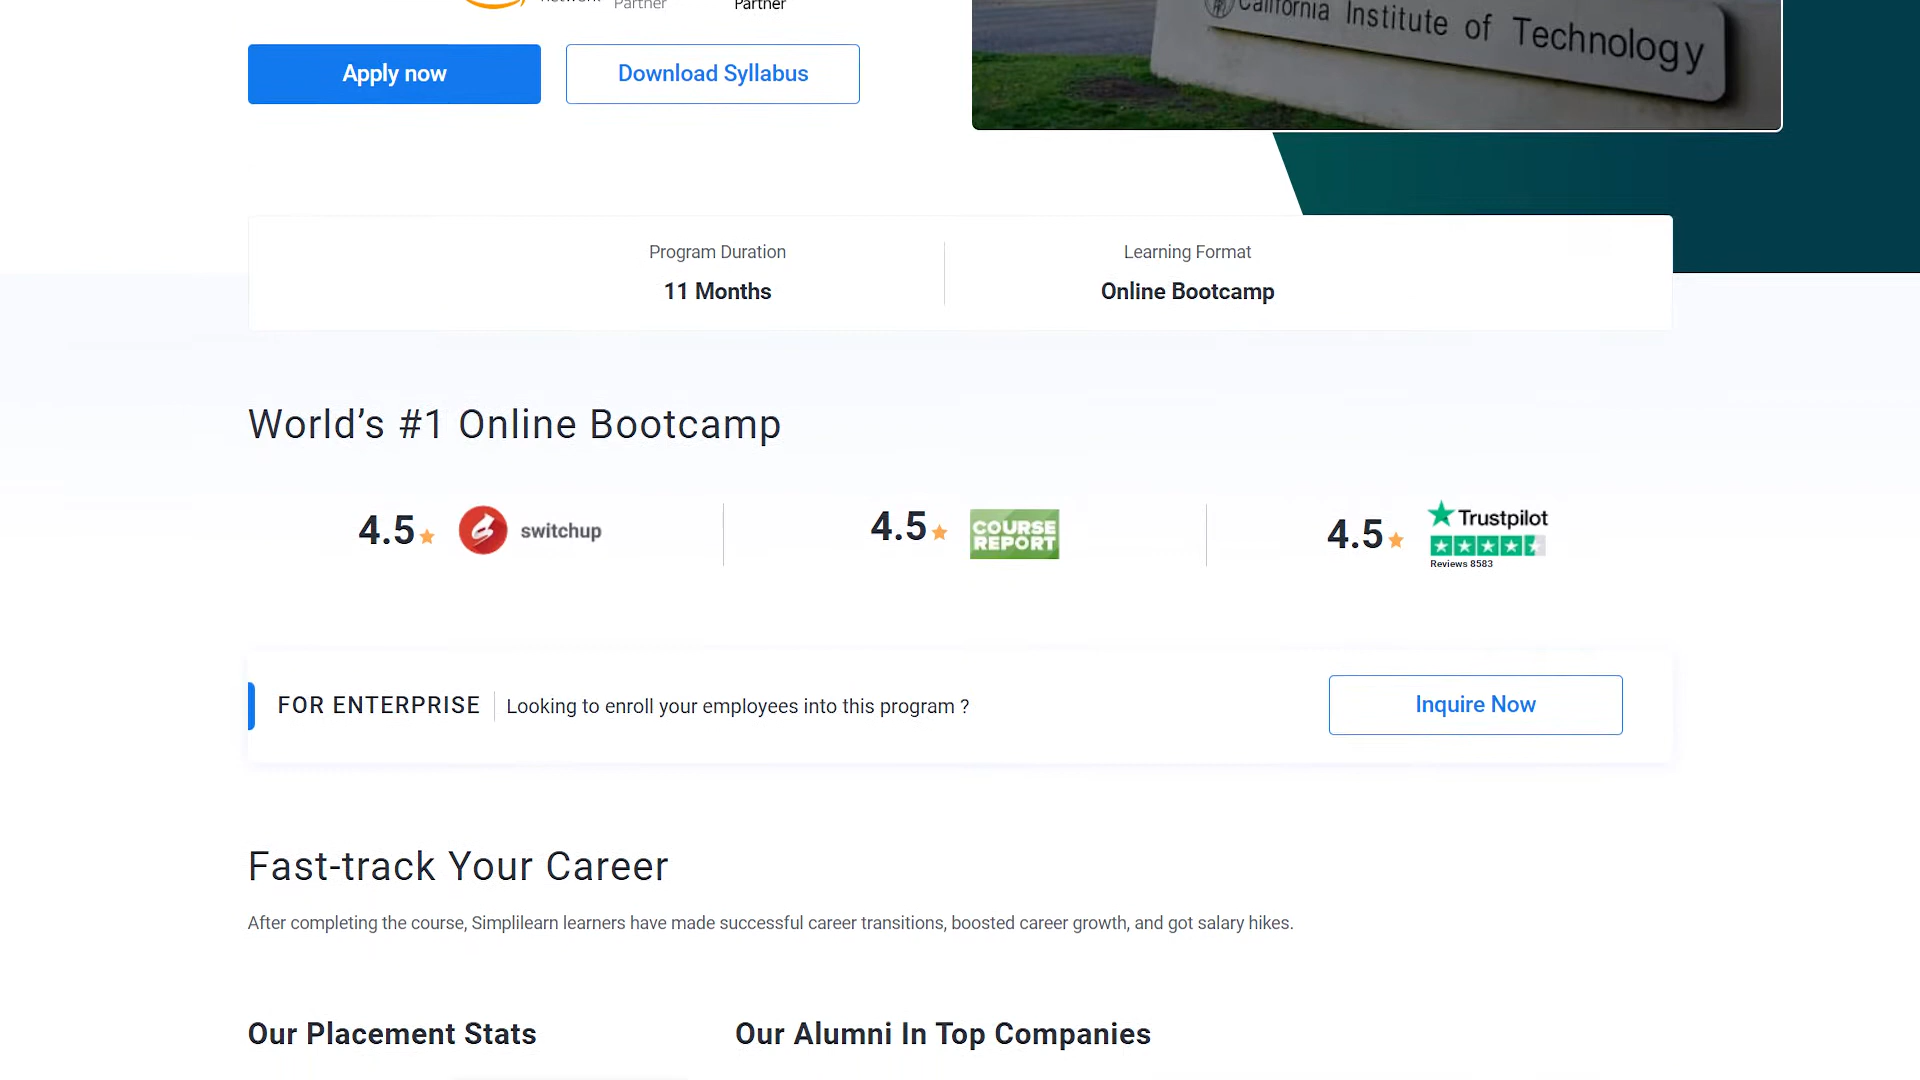 Partner
Partner
California Institute of Technology
Apply now
Download Syllabus
Program Duration
11 Months
Learning Format
Online Bootcamp
World’s #1 Online Bootcamp
4.5
switchup
4.5
COURSE
REPORT
4.5
Trustpilot
Reviews 8583
FOR ENTERPRISE
Looking to enroll your employees into this program ?
Inquire Now
Fast-track Your Career
After completing the course, Simplilearn learners have made successful career transitions, boosted career growth, and got salary hikes.
Our Placement Stats
Our Alumni In Top Companies